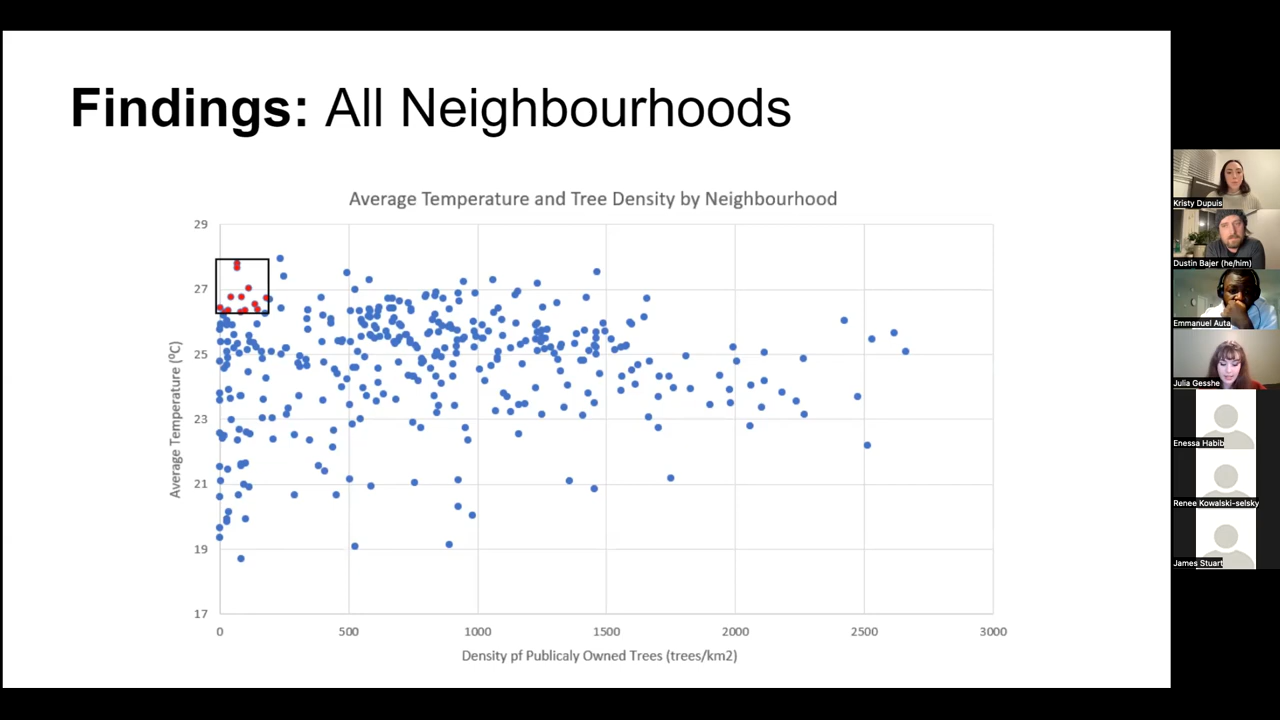 Findings: All Neighbourhoods
Average Temperature and Tree Density by Neighbourhood
29
27
25
23
21
19
17
Average Temperature (⁰C)
0 500 1000 1500 2000 2500 3000
Density pf Publicaly Owned Trees (trees/km2)
Kristy Dupuis
Dustin Bajer (he/him)
Emmanuel Auta
Julia Gesshe
Enessa Habib
Renee Kowalski-selsky
James Stuart